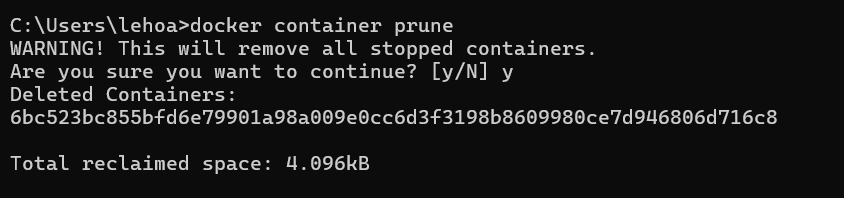 C:\Users\lehoa>docker container prune
WARNING! This will remove all stopped containers.
Are you sure you want to continue? [y/N] y
Deleted Containers:
6bc523bc855bfd6e79901a98a009e0cc6d3f3198b8609980ce7d946806d716c8

Total reclaimed space: 4.096kB